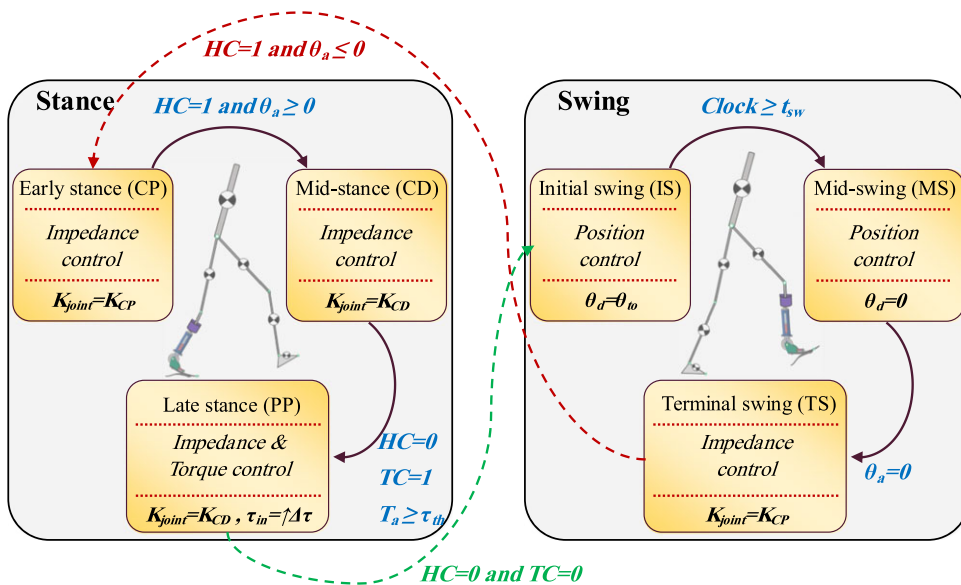 HC=1 and θa ≤ 0
Stance
HC=1 and θa ≥ 0
Early stance (CP)
Impedance
control
Kjoint=KCP
Mid-stance (CD)
Impedance
control
Kjoint=KCD
Late stance (PP)
Impedance &
Torque control
Kjoint=KCD , τin=↑Δτ
HC=0
TC=1
Ta ≥ τth
HC=0 and TC=0
Swing
Clock ≥ tsw
Initial swing (IS)
Position
control
θd=θto
Mid-swing (MS)
Position
control
θd=0
Terminal swing (TS)
Impedance
control
Kjoint=KCP
θa=0